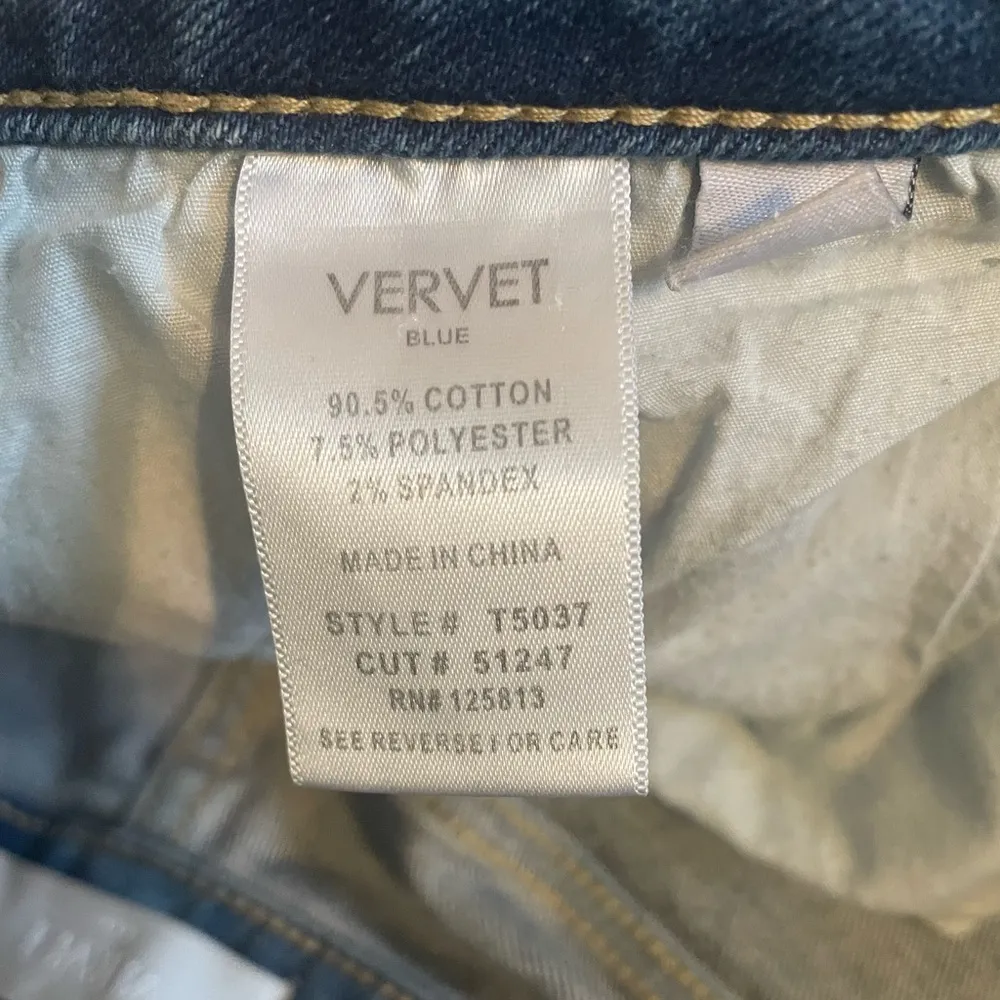 VERVET
BLUE
90.5% COTTON
7.5% POLYESTER
2% SPANDEX
MADE IN CHINA
STYLE # T5037
CUT # 51247
RN# 125813
SEE REVERSE FOR CARE